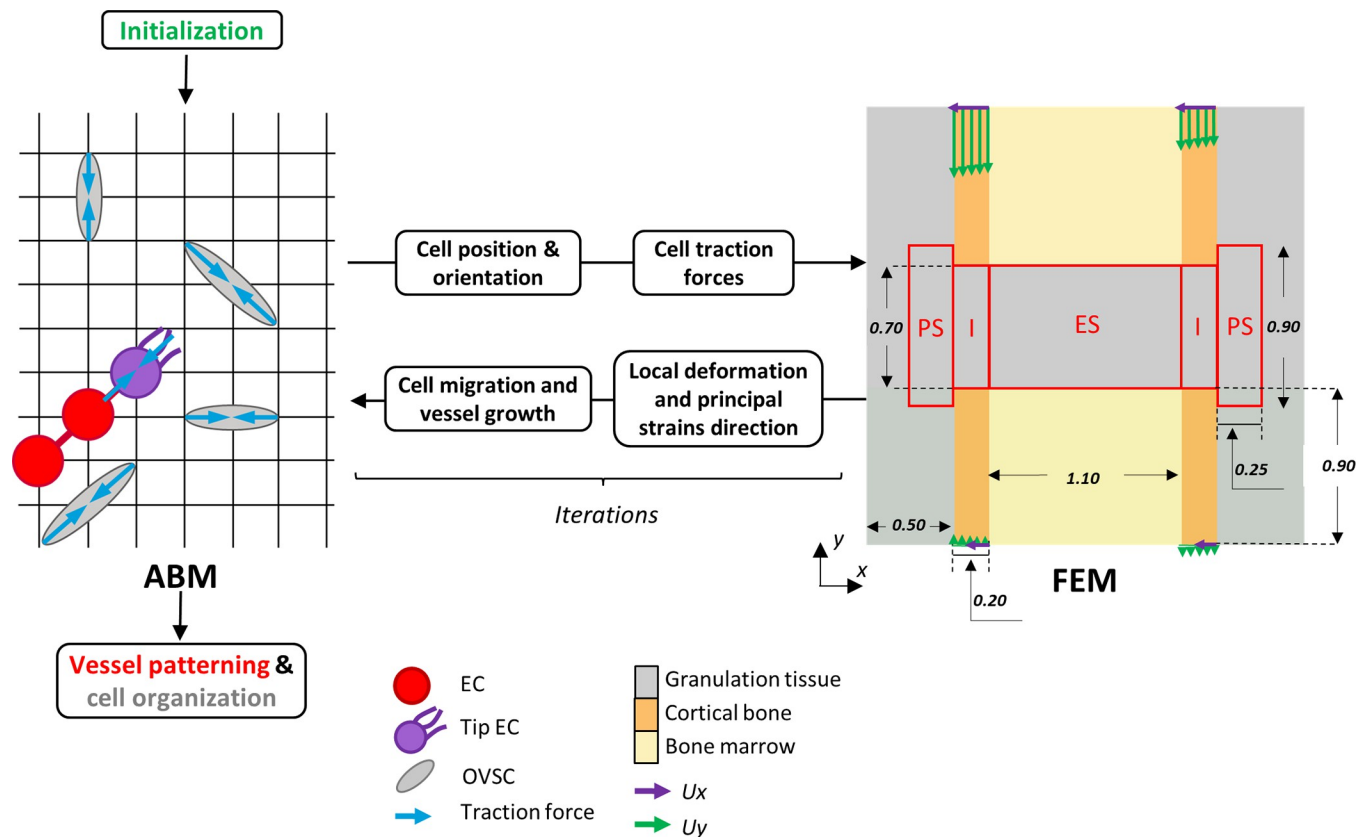 Initialization
Cell position &
orientation
Cell traction
forces
Cell migration and
vessel growth
Local deformation
and principal
strains direction
Iterations
ABM
Vessel patterning &
cell organization
PS
I
ES
I
PS
0.70
0.90
0.25
0.90
1.10
0.50
0.20
y
x
FEM
EC
Tip EC
OVSC
Traction force
Granulation tissue
Cortical bone
Bone marrow
Ux
Uy